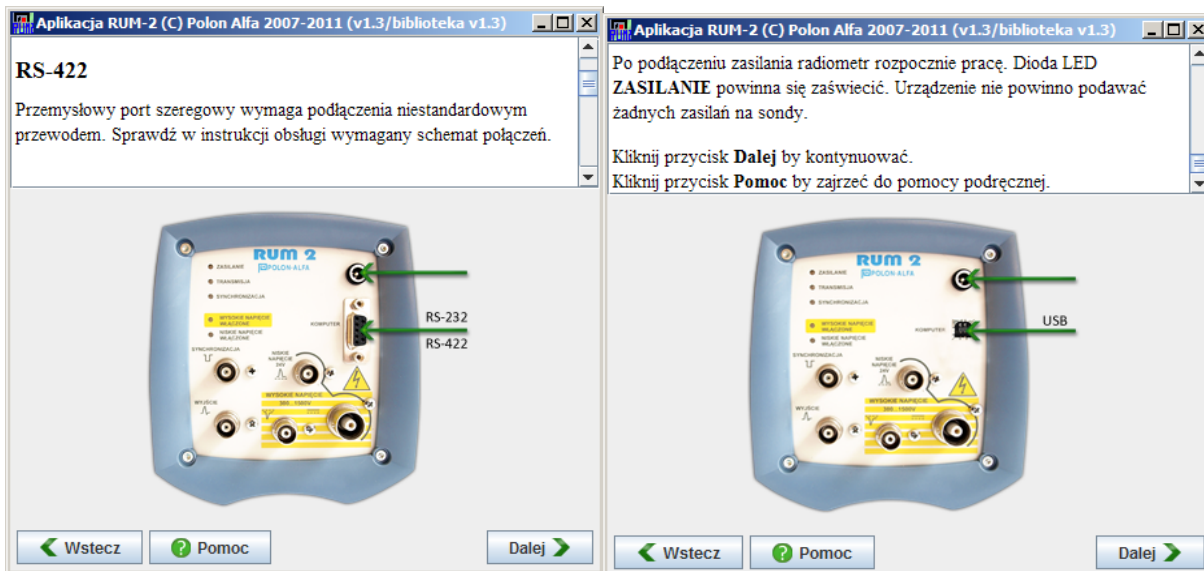 Aplikacja RUM-2 (C) Polon Alfa 2007-2011 (v1.3/biblioteka v1.3)
RS-422
Przemysłowy port szeregowy wymaga podłączenia niestandardowym
przewodem. Sprawdź w instrukcji obsługi wymagany schemat połączeń.
RUM 2
POLON-ALFA
ZASILANIE
TRANSMISJA
SYNCHRONIZACJA
WYSOKIE NAPIĘCIE
WŁĄCZONE
NISKIE NAPIĘCIE
WŁĄCZONE
KOMPUTER
RS-232
RS-422
SYNCHRONIZACJA
NISKIE
NAPIĘCIE
24V
WYJŚCIE
WYSOKIE NAPIĘCIE
300...1500V
Wstecz
Pomoc
Dalej
Aplikacja RUM-2 (C) Polon Alfa 2007-2011 (v1.3/biblioteka v1.3)
Po podłączeniu zasilania radiometr rozpocznie pracę. Dioda LED
ZASILANIE powinna się zaświecić. Urządzenie nie powinno podawać
żadnych zasilań na sondy.
Kliknij przycisk Dalej by kontynuować.
Kliknij przycisk Pomoc by zajrzeć do pomocy podręcznej.
RUM 2
POLON-ALFA
ZASILANIE
TRANSMISJA
SYNCHRONIZACJA
WYSOKIE NAPIĘCIE
WŁĄCZONE
NISKIE NAPIĘCIE
WŁĄCZONE
KOMPUTER
USB
SYNCHRONIZACJA
NISKIE
NAPIĘCIE
24V
WYJŚCIE
WYSOKIE NAPIĘCIE
300...1500V
Wstecz
Pomoc
Dalej